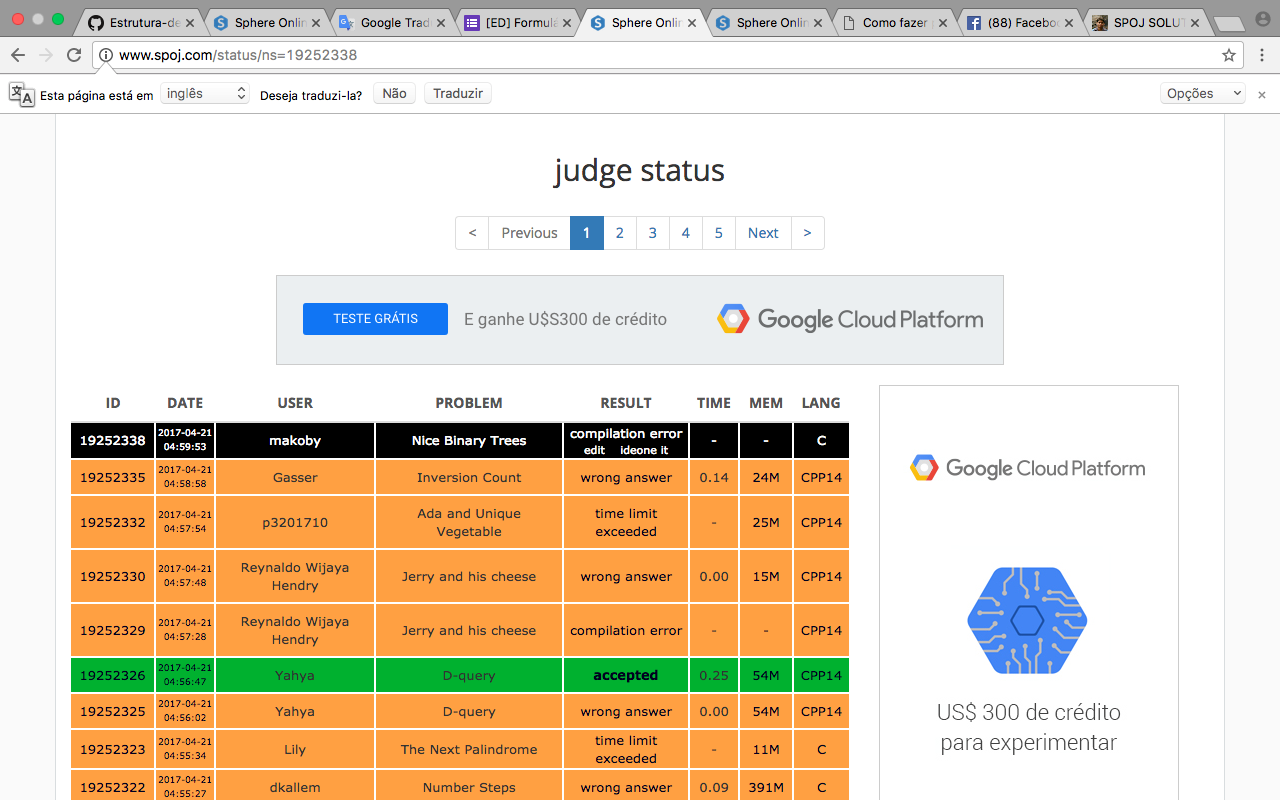 Estrutura-de
Sphere Onlin
Google Trad
[ED] Formula
Sphere Onlin
Sphere Onlin
Como fazer
(88) Facebo
SPOJ SOLUT
www.spoj.com/status/ns=19252338
Esta página está em inglês Deseja traduzi-la? Não Traduzir Opções
judge status
< Previous 1 2 3 4 5 Next >
TESTE GRÁTIS E ganhe U$S300 de crédito Google Cloud Platform
ID DATE USER PROBLEM RESULT TIME MEM LANG
19252338 2017-04-21 04:59:53 makoby Nice Binary Trees compilation error edit ideone it - - C
19252335 2017-04-21 04:58:58 Gasser Inversion Count wrong answer 0.14 24M CPP14
19252332 2017-04-21 04:57:54 p3201710 Ada and Unique Vegetable time limit exceeded - 25M CPP14
19252330 2017-04-21 04:57:48 Reynaldo Wijaya Hendry Jerry and his cheese wrong answer 0.00 15M CPP14
19252329 2017-04-21 04:57:28 Reynaldo Wijaya Hendry Jerry and his cheese compilation error - - CPP14
19252326 2017-04-21 04:56:47 Yahya D-query accepted 0.25 54M CPP14
19252325 2017-04-21 04:56:02 Yahya D-query wrong answer 0.00 54M CPP14
19252323 2017-04-21 04:55:34 Lily The Next Palindrome time limit exceeded - 11M C
19252322 2017-04-21 04:55:27 dkallem Number Steps wrong answer 0.09 391M C
Google Cloud Platform
US$ 300 de crédito
para experimentar